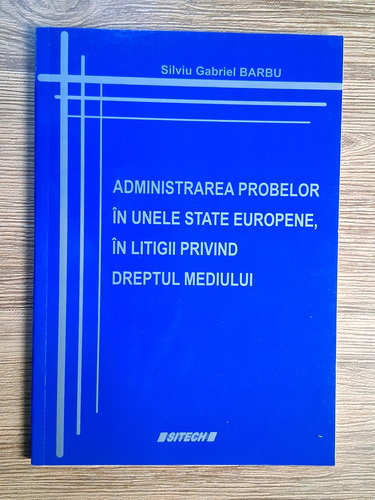 Silviu Gabriel BARBU
ADMINISTRAREA PROBELOR
ÎN UNELE STATE EUROPENE,
ÎN LITIGII PRIVIND
DREPTUL MEDIULUI
SITECH